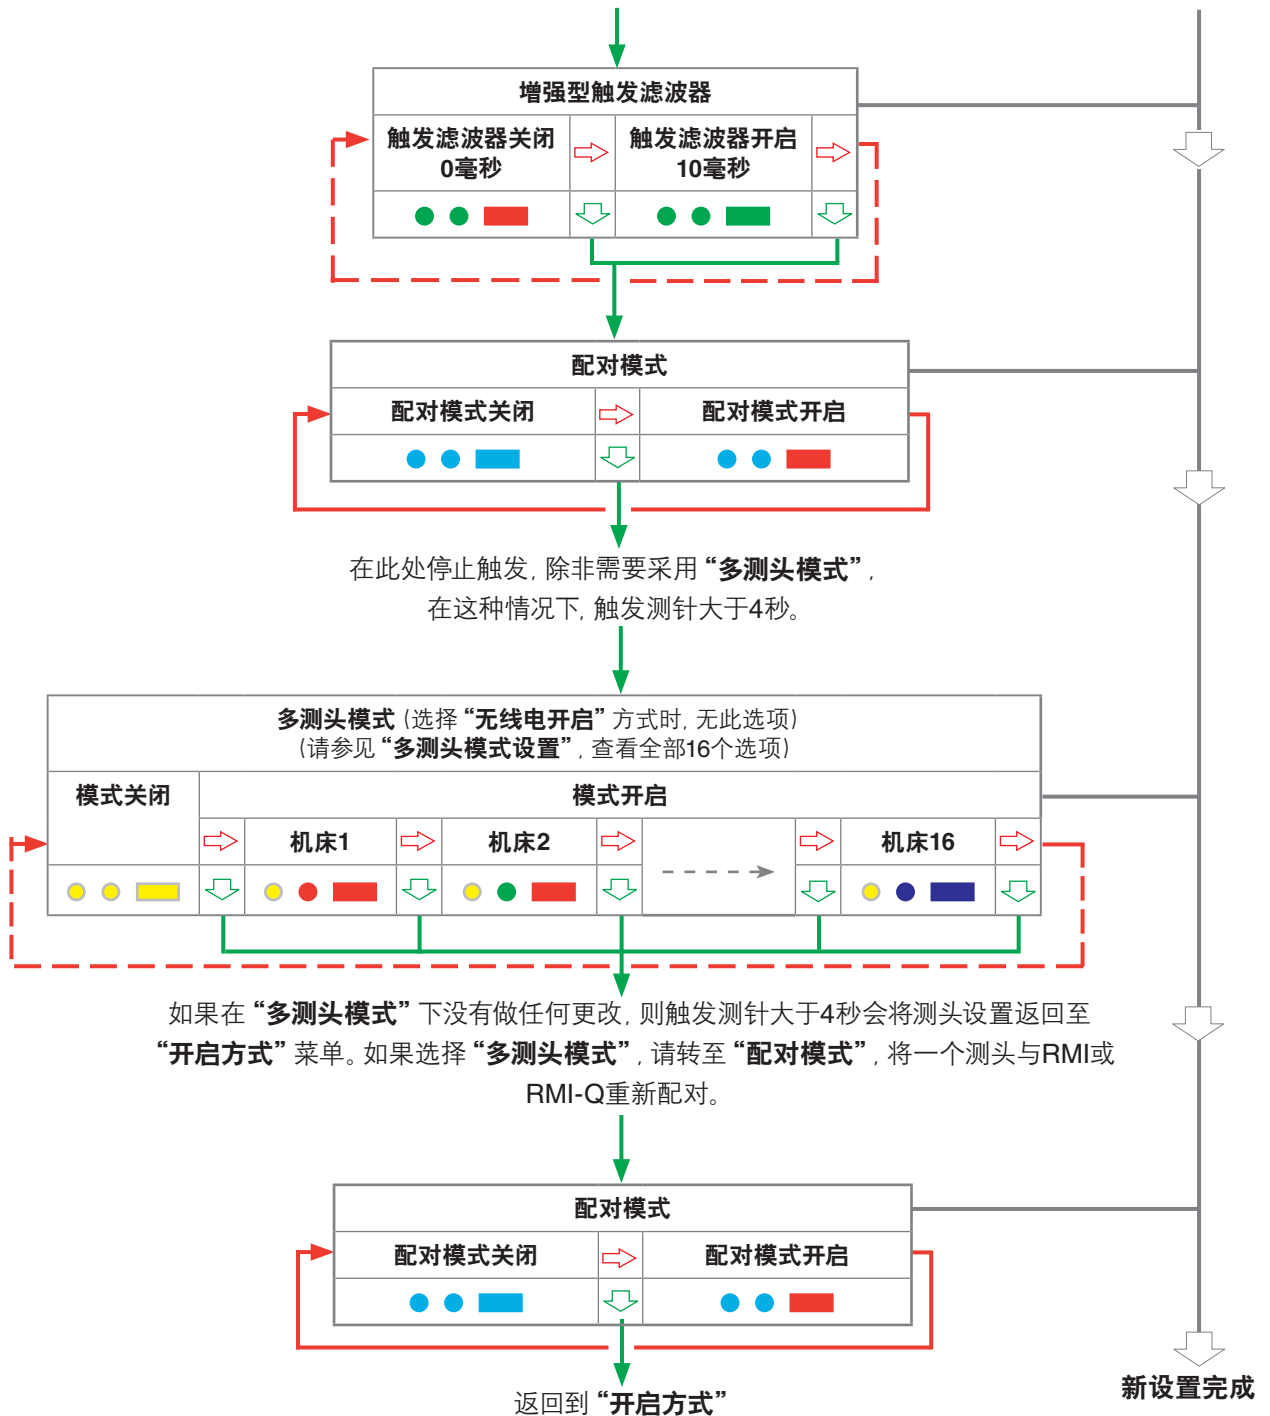 增强型触发滤波器
触发滤波器关闭
0毫秒
触发滤波器开启
10毫秒
配对模式
配对模式关闭
配对模式开启
在此处停止触发, 除非需要采用 “多测头模式”,
在这种情况下, 触发测针大于4秒。
多测头模式 (选择 “无线电开启” 方式时, 无此选项)
(请参见 “多测头模式设置”, 查看全部16个选项)
模式关闭
模式开启
机床1
机床2
机床16
如果在 “多测头模式” 下没有做任何更改, 则触发测针大于4秒会将测头设置返回至
“开启方式” 菜单。如果选择 “多测头模式”, 请转至 “配对模式”, 将一个测头与RMI或
RMI-Q重新配对。
配对模式
配对模式关闭
配对模式开启
返回到 “开启方式”
新设置完成